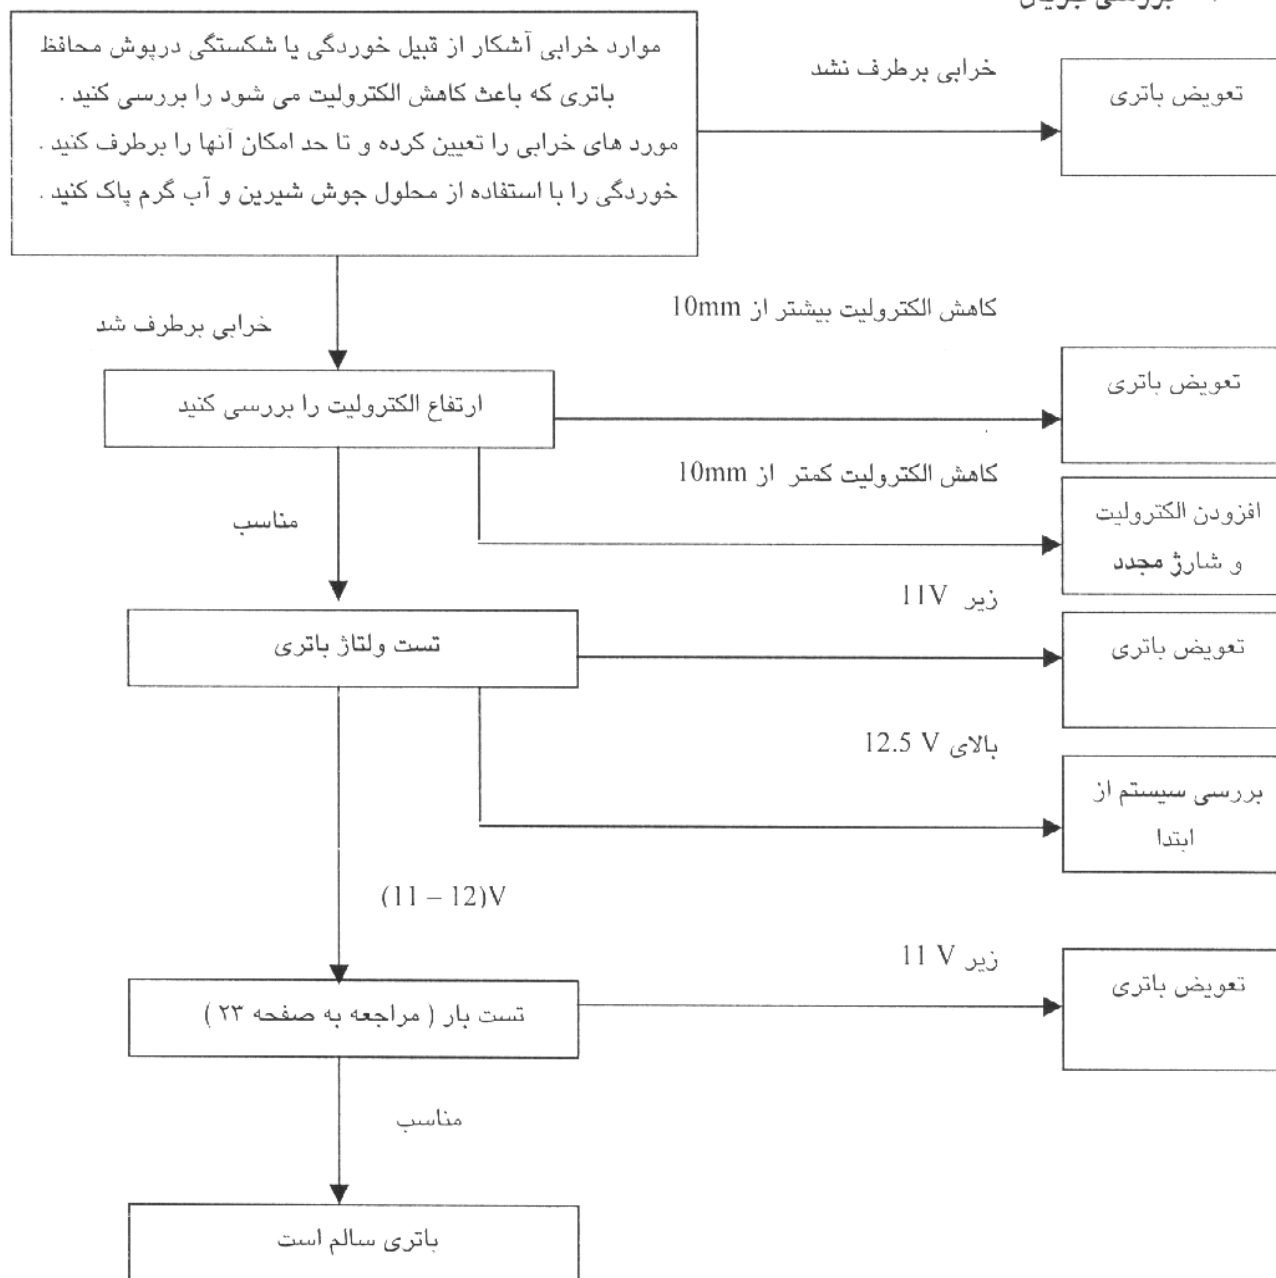 موارد خرابی آشکار از قبیل خوردگی یا شکستگی درپوش محافظ
باتری که باعث کاهش الکترولیت می شود را بررسی کنید .
مورد های خرابی را تعیین کرده و تا حد امکان آنها را برطرف کنید .
خوردگی را با استفاده از محلول جوش شیرین و آب گرم پاک کنید .
خرابی برطرف نشد
تعویض باتری
خرابی برطرف شد
کاهش الکترولیت بیشتر از 10mm
ارتفاع الکترولیت را بررسی کنید
تعویض باتری
کاهش الکترولیت کمتر از 10mm
مناسب
افزودن الکترولیت
و شارژ مجدد
زیر 11V
تست ولتاژ باتری
تعویض باتری
بالای 12.5 V
بررسی سیستم از
ابتدا
(11 – 12)V
زیر 11 V
تست بار ( مراجعه به صفحه ۲۳ )
تعویض باتری
مناسب
باتری سالم است